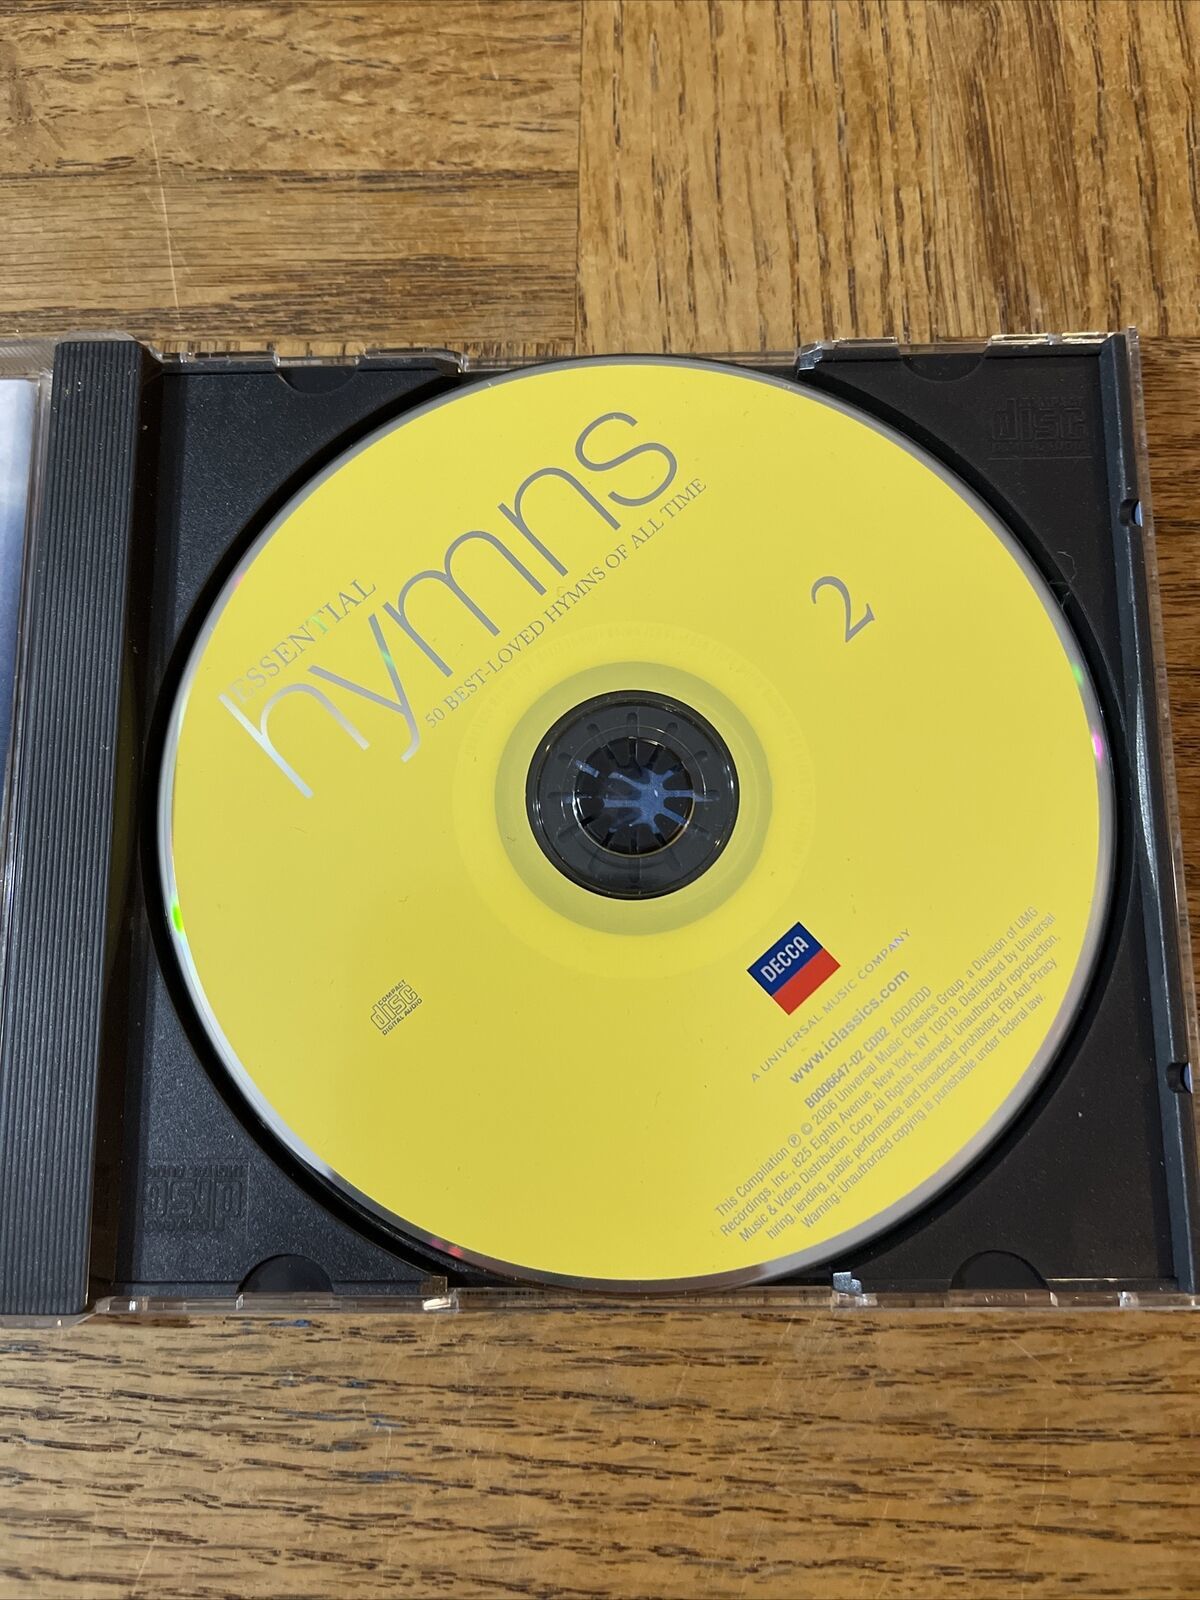 ESSENTIAL
hymns
50 BEST-LOVED HYMNS OF ALL TIME
2
COMPACT
disc
DIGITAL AUDIO
DECCA
A UNIVERSAL MUSIC COMPANY
www.iclassics.com
B0006647-02 CD02 ADD/DDD
This Compilation ℗ © 2006 Universal Music Classics Group, a Division of UMG
Recordings, Inc., 825 Eighth Avenue, New York, NY 10019. Distributed by Universal
Music & Video Distribution, Corp. All Rights Reserved. Unauthorized reproduction,
hiring, lending, public performance and broadcast prohibited. FBI Anti-Piracy
Warning: Unauthorized copying is punishable under federal law.
disc
disc